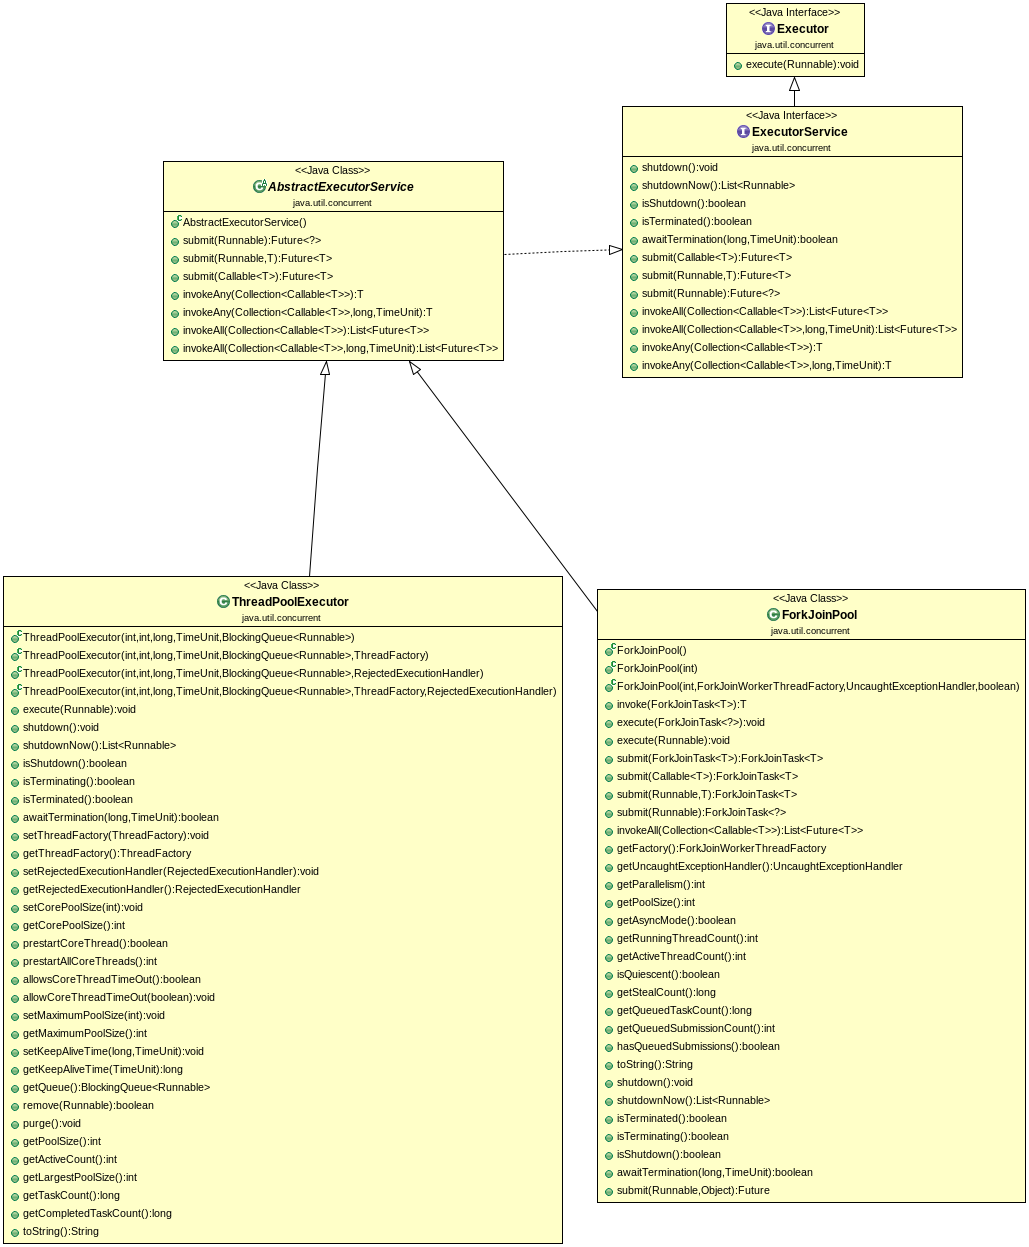 <<Java Interface>>
Executor
java.util.concurrent
execute(Runnable):void
<<Java Interface>>
ExecutorService
java.util.concurrent
shutdown():void
shutdownNow():List<Runnable>
isShutdown():boolean
isTerminated():boolean
awaitTermination(long,TimeUnit):boolean
submit(Callable<T>):Future<T>
submit(Runnable,T):Future<T>
submit(Runnable):Future<?>
invokeAll(Collection<Callable<T>>):List<Future<T>>
invokeAll(Collection<Callable<T>>,long,TimeUnit):List<Future<T>>
invokeAny(Collection<Callable<T>>):T
invokeAny(Collection<Callable<T>>,long,TimeUnit):T
<<Java Class>>
AbstractExecutorService
java.util.concurrent
AbstractExecutorService()
submit(Runnable):Future<?>
submit(Runnable,T):Future<T>
submit(Callable<T>):Future<T>
invokeAny(Collection<Callable<T>>):T
invokeAny(Collection<Callable<T>>,long,TimeUnit):T
invokeAll(Collection<Callable<T>>):List<Future<T>>
invokeAll(Collection<Callable<T>>,long,TimeUnit):List<Future<T>>
<<Java Class>>
ThreadPoolExecutor
java.util.concurrent
ThreadPoolExecutor(int,int,long,TimeUnit,BlockingQueue<Runnable>)
ThreadPoolExecutor(int,int,long,TimeUnit,BlockingQueue<Runnable>,ThreadFactory)
ThreadPoolExecutor(int,int,long,TimeUnit,BlockingQueue<Runnable>,RejectedExecutionHandler)
ThreadPoolExecutor(int,int,long,TimeUnit,BlockingQueue<Runnable>,ThreadFactory,RejectedExecutionHandler)
execute(Runnable):void
shutdown():void
shutdownNow():List<Runnable>
isShutdown():boolean
isTerminating():boolean
isTerminated():boolean
awaitTermination(long,TimeUnit):boolean
setThreadFactory(ThreadFactory):void
getThreadFactory():ThreadFactory
setRejectedExecutionHandler(RejectedExecutionHandler):void
getRejectedExecutionHandler():RejectedExecutionHandler
setCorePoolSize(int):void
getCorePoolSize():int
prestartCoreThread():boolean
prestartAllCoreThreads():int
allowsCoreThreadTimeOut():boolean
allowCoreThreadTimeOut(boolean):void
setMaximumPoolSize(int):void
getMaximumPoolSize():int
setKeepAliveTime(long,TimeUnit):void
getKeepAliveTime(TimeUnit):long
getQueue():BlockingQueue<Runnable>
remove(Runnable):boolean
purge():void
getPoolSize():int
getActiveCount():int
getLargestPoolSize():int
getTaskCount():long
getCompletedTaskCount():long
toString():String
<<Java Class>>
ForkJoinPool
java.util.concurrent
ForkJoinPool()
ForkJoinPool(int)
ForkJoinPool(int,ForkJoinWorkerThreadFactory,UncaughtExceptionHandler,boolean)
invoke(ForkJoinTask<T>):T
execute(ForkJoinTask<?>):void
execute(Runnable):void
submit(ForkJoinTask<T>):ForkJoinTask<T>
submit(Callable<T>):ForkJoinTask<T>
submit(Runnable,T):ForkJoinTask<T>
submit(Runnable):ForkJoinTask<?>
invokeAll(Collection<Callable<T>>):List<Future<T>>
getFactory():ForkJoinWorkerThreadFactory
getUncaughtExceptionHandler():UncaughtExceptionHandler
getParallelism():int
getPoolSize():int
getAsyncMode():boolean
getRunningThreadCount():int
getActiveThreadCount():int
isQuiescent():boolean
getStealCount():long
getQueuedTaskCount():long
getQueuedSubmissionCount():int
hasQueuedSubmissions():boolean
toString():String
shutdown():void
shutdownNow():List<Runnable>
isTerminated():boolean
isTerminating():boolean
isShutdown():boolean
awaitTermination(long,TimeUnit):boolean
submit(Runnable,Object):Future